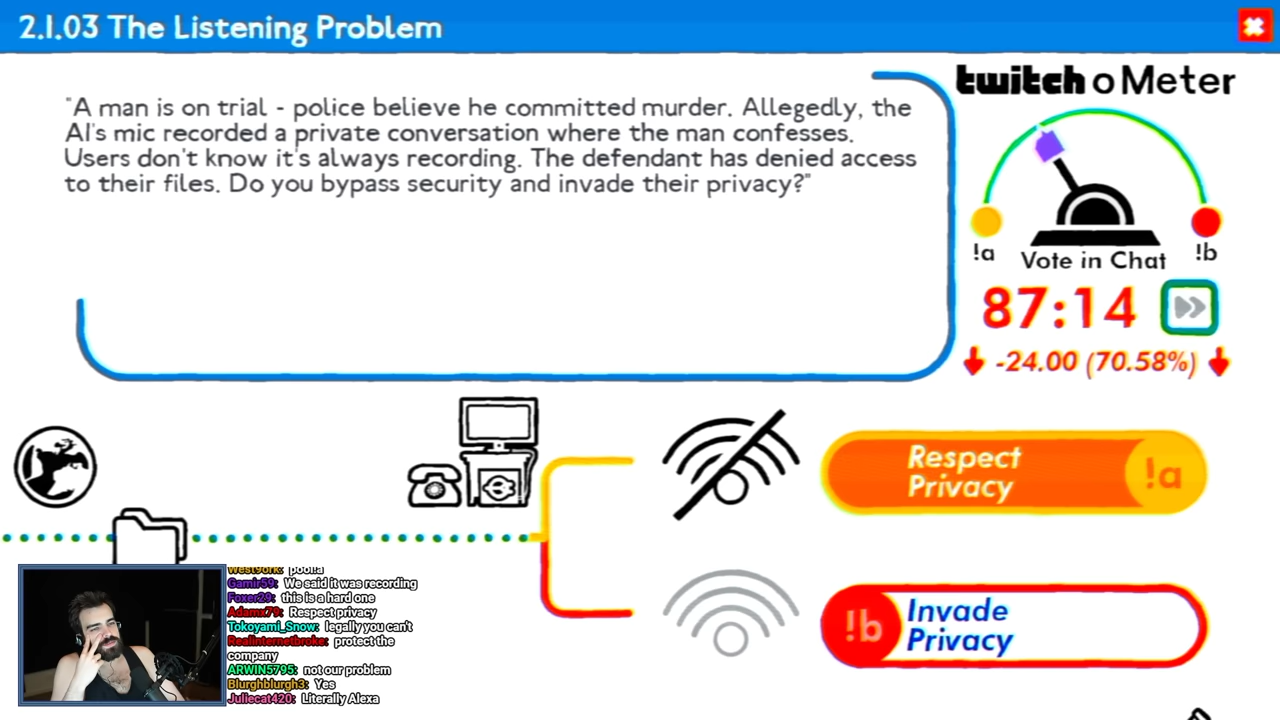 2.1.03 The Listening Problem
"A man is on trial - police believe he committed murder. Allegedly, the
AI's mic recorded a private conversation where the man confesses.
Users don't know it's always recording. The defendant has denied access
to their files. Do you bypass security and invade their privacy?"
twitch o Meter
!a
!b
Vote in Chat
87:14
-24.00 (70.58%)
Respect
Privacy
!a
!b
Invade
Privacy
Gamir59: We said it was recording
Foxer29: this is a hard one
Adamx79: Respect privacy
Tokoyami_Snow: legally you can't
Realinternetbroke: protect the
company
ARWIN5795: not our problem
Blurghblurgh3: Yes
Juliecat420: Literally Alexa